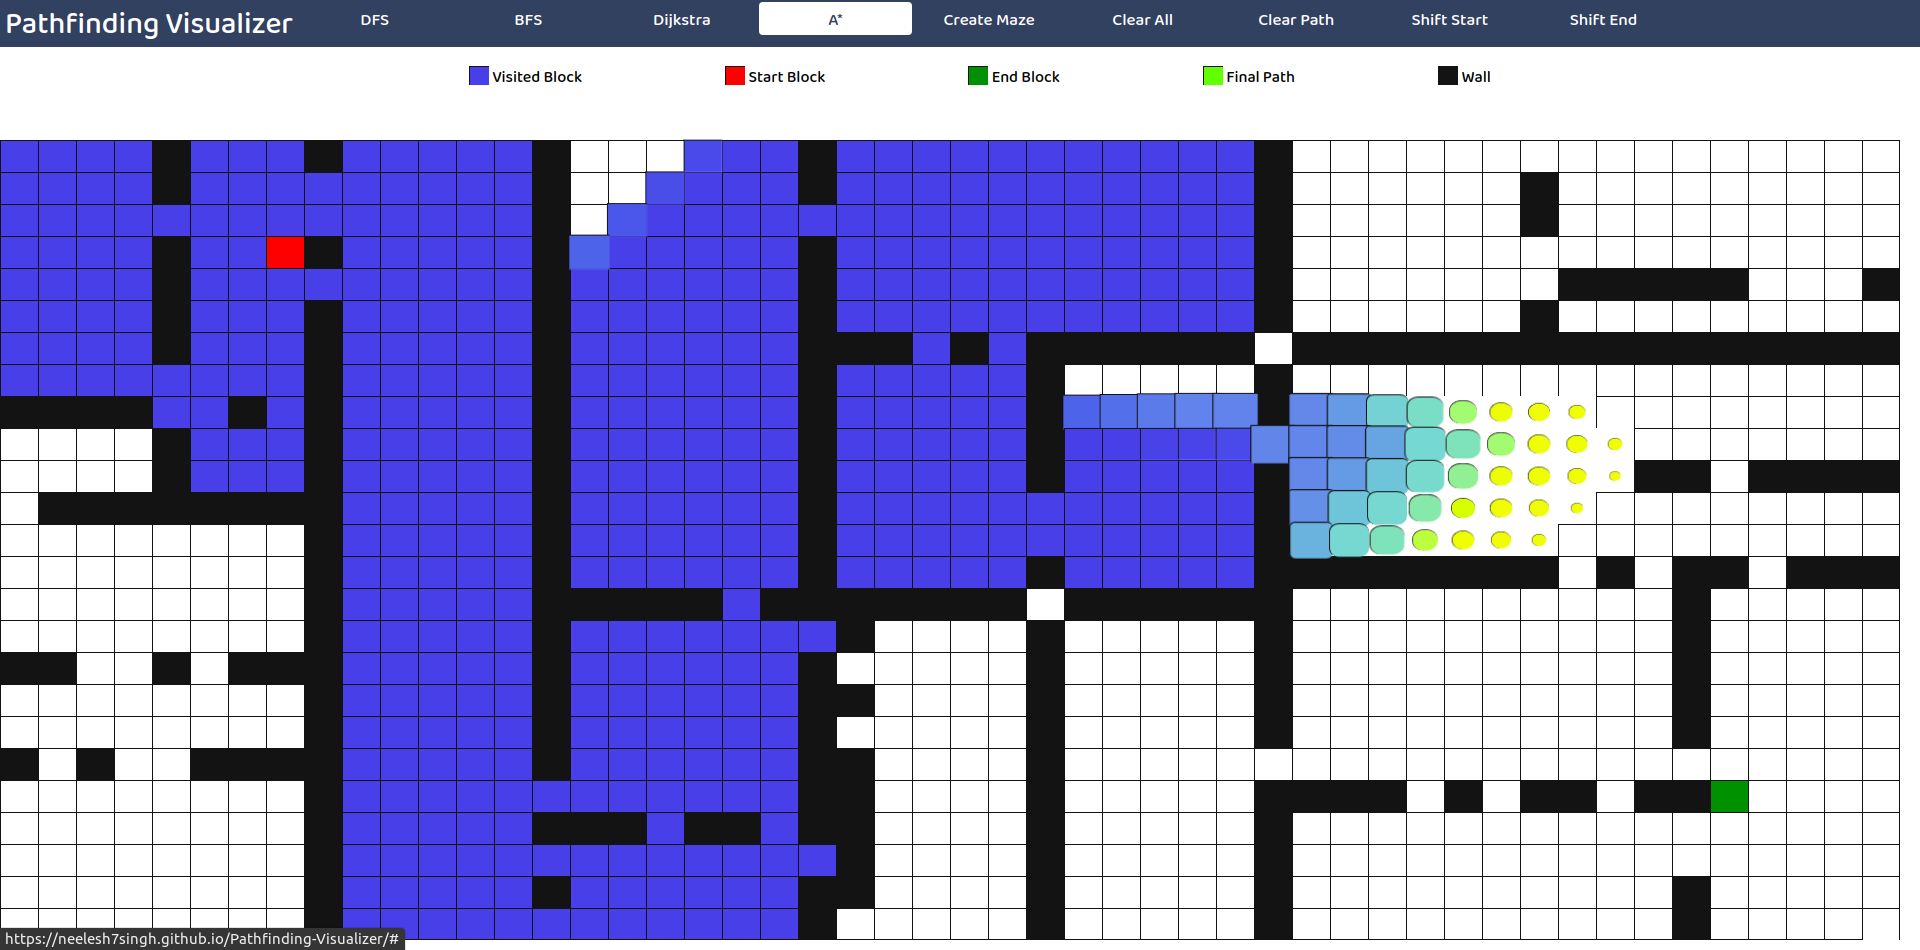 Pathfinding Visualizer DFS BFS Dijkstra A* Create Maze Clear All Clear Path Shift Start Shift End
Visited Block Start Block End Block Final Path Wall
https://neelesh7singh.github.io/Pathfinding-Visualizer/#